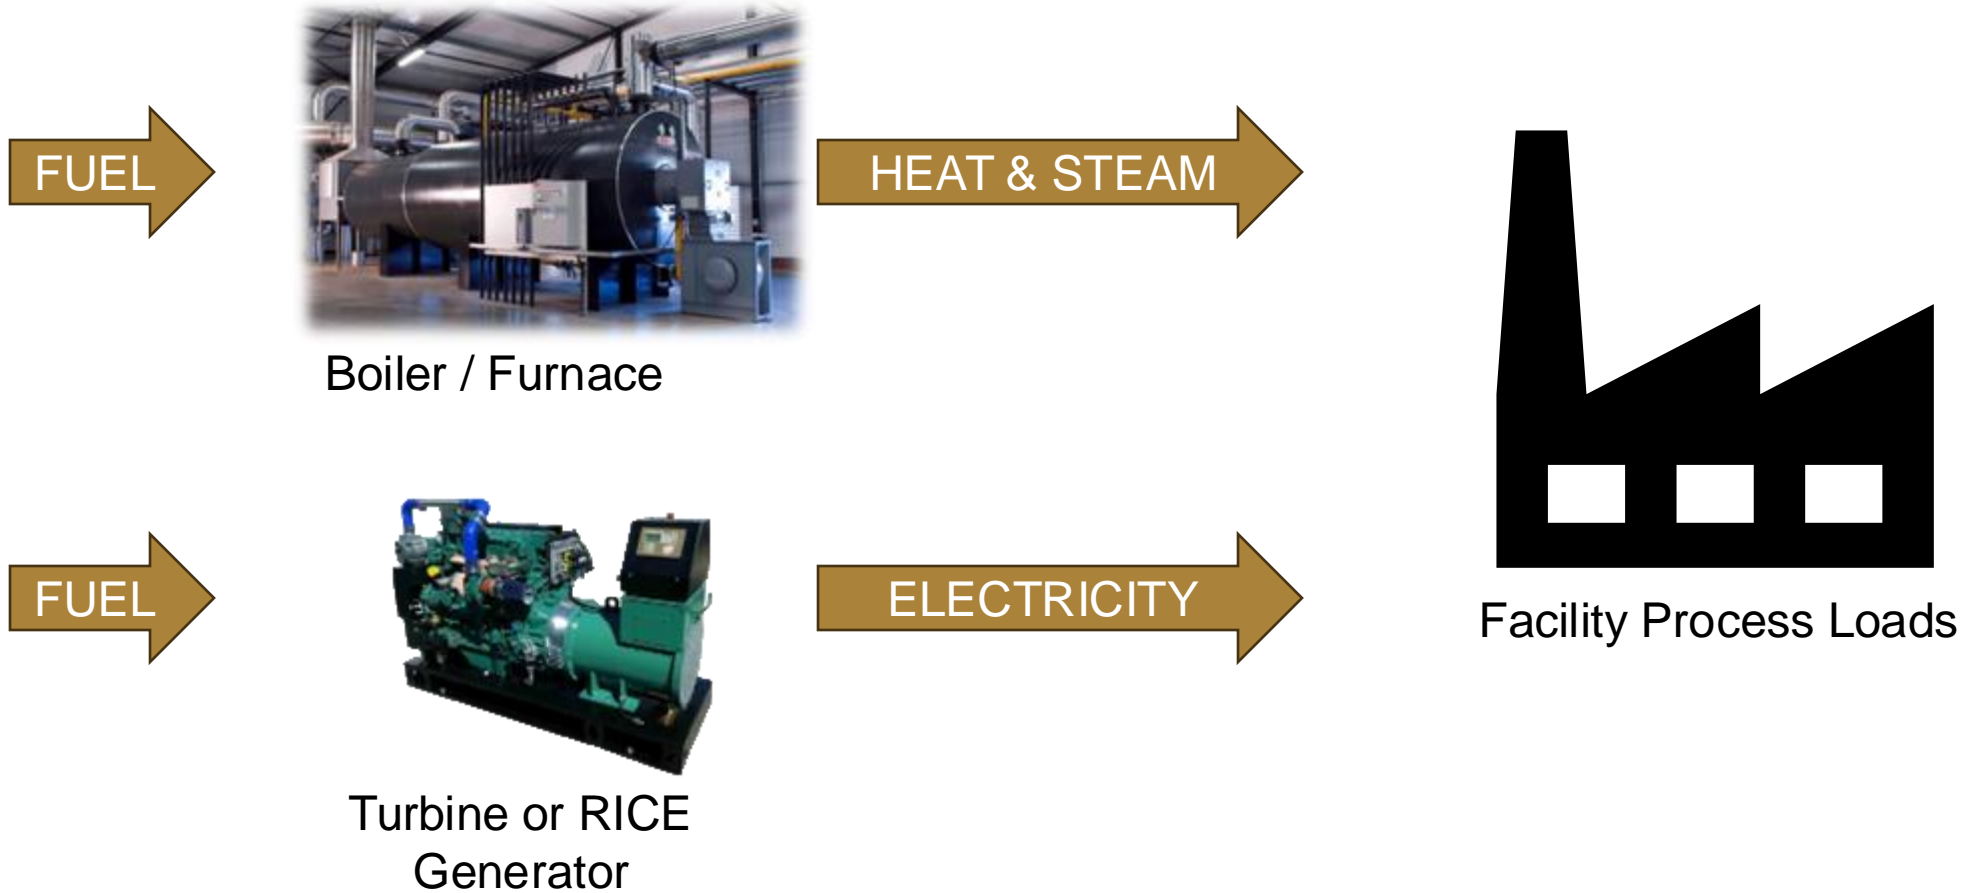 FUEL
HEAT & STEAM
Boiler / Furnace
FUEL
ELECTRICITY
Facility Process Loads
Turbine or RICE
Generator